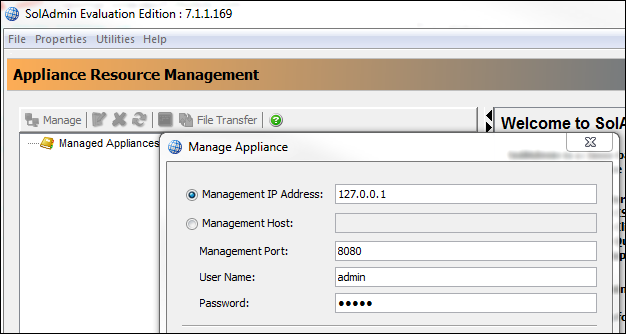 SolAdmin Evaluation Edition : 7.1.1.169
File Properties Utilities Help
Appliance Resource Management
Manage File Transfer
Managed Appliances
Welcome to SolA
Manage Appliance
Management IP Address: 127.0.0.1
Management Host:
Management Port: 8080
User Name: admin
Password: •••••